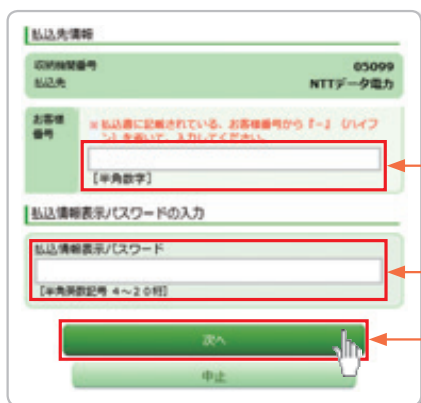 払込先情報
収納機関番号 05099
払込先 NTTデータ電力
お客様番号
※払込書に記載されている、お客様番号から『-』（ハイフン）を省いて、入力してください。
【半角数字】
払込情報表示パスワードの入力
払込情報表示パスワード
【半角英数記号 4～20桁】
次へ
中止